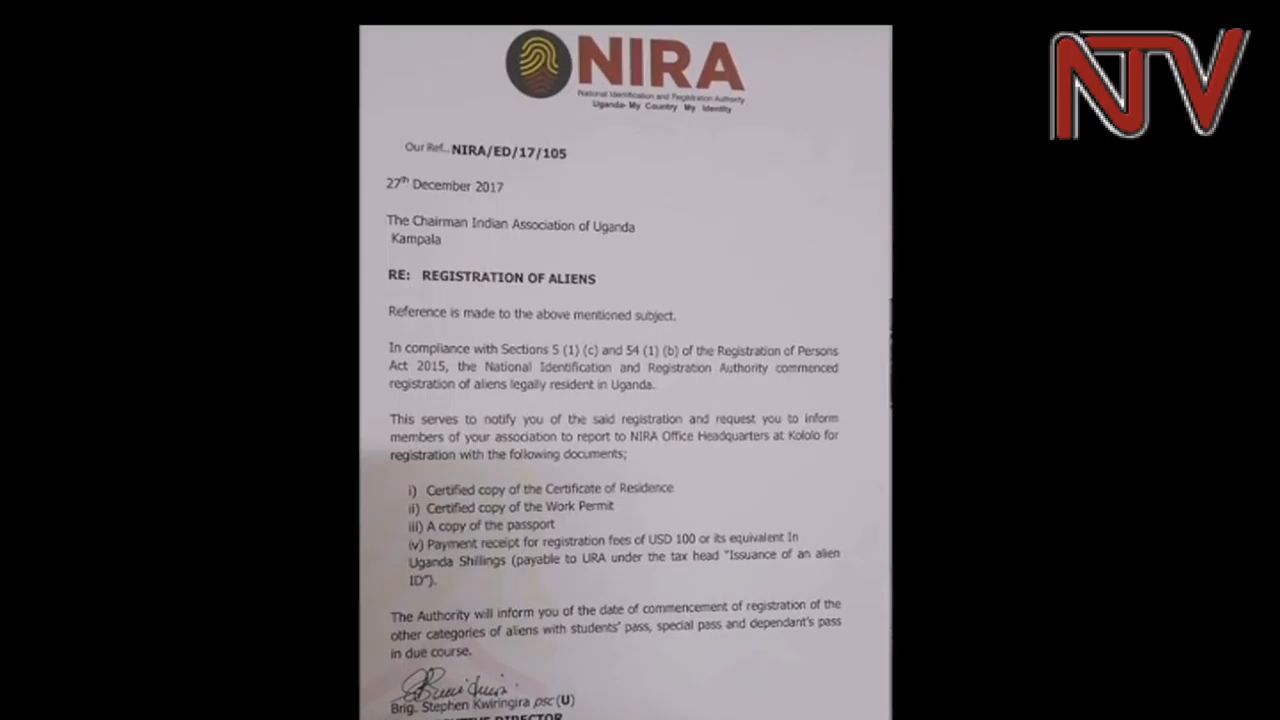 NTV
NIRA
National Identification and Registration Authority
Uganda- My Country My Identity
Our Ref.. NIRA/ED/17/105
27th December 2017
The Chairman Indian Association of Uganda
Kampala
RE: REGISTRATION OF ALIENS
Reference is made to the above mentioned subject.
In compliance with Sections 5 (1) (c) and 54 (1) (b) of the Registration of Persons
Act 2015, the National Identification and Registration Authority commenced
registration of aliens legally resident in Uganda.
This serves to notify you of the said registration and request you to inform
members of your association to report to NIRA Office Headquarters at Kololo for
registration with the following documents;
i) Certified copy of the Certificate of Residence
ii) Certified copy of the Work Permit
iii) A copy of the passport
iv) Payment receipt for registration fees of USD 100 or its equivalent In
Uganda Shillings (payable to URA under the tax head "Issuance of an alien
ID").
The Authority will inform you of the date of commencement of registration of the
other categories of aliens with students' pass, special pass and dependant's pass
in due course.
Brig. Stephen Kwiringira psc (U)
EXECUTIVE DIRECTOR